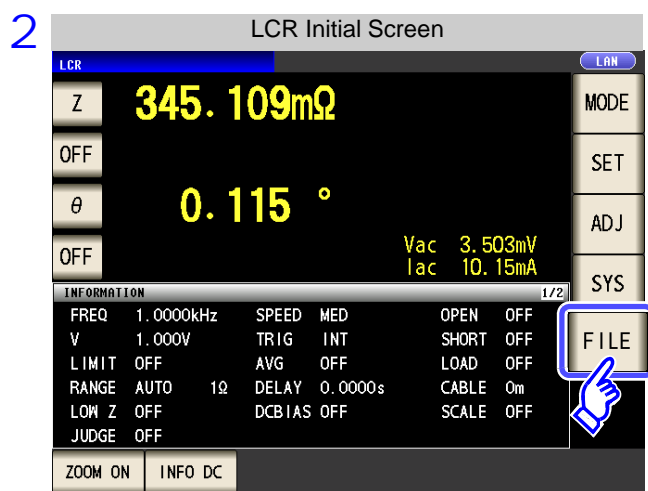 2
LCR Initial Screen
LCR
LAN
Z 345.109mΩ
MODE
OFF
SET
θ 0.115 °
ADJ
OFF
Vac 3.503mV
Iac 10.15mA
SYS
INFORMATION 1/2
FREQ 1.0000kHz SPEED MED OPEN OFF
V 1.000V TRIG INT SHORT OFF
FILE
LIMIT OFF AVG OFF LOAD OFF
RANGE AUTO 1Ω DELAY 0.0000s CABLE 0m
LOW Z OFF DCBIAS OFF SCALE OFF
JUDGE OFF
ZOOM ON INFO DC